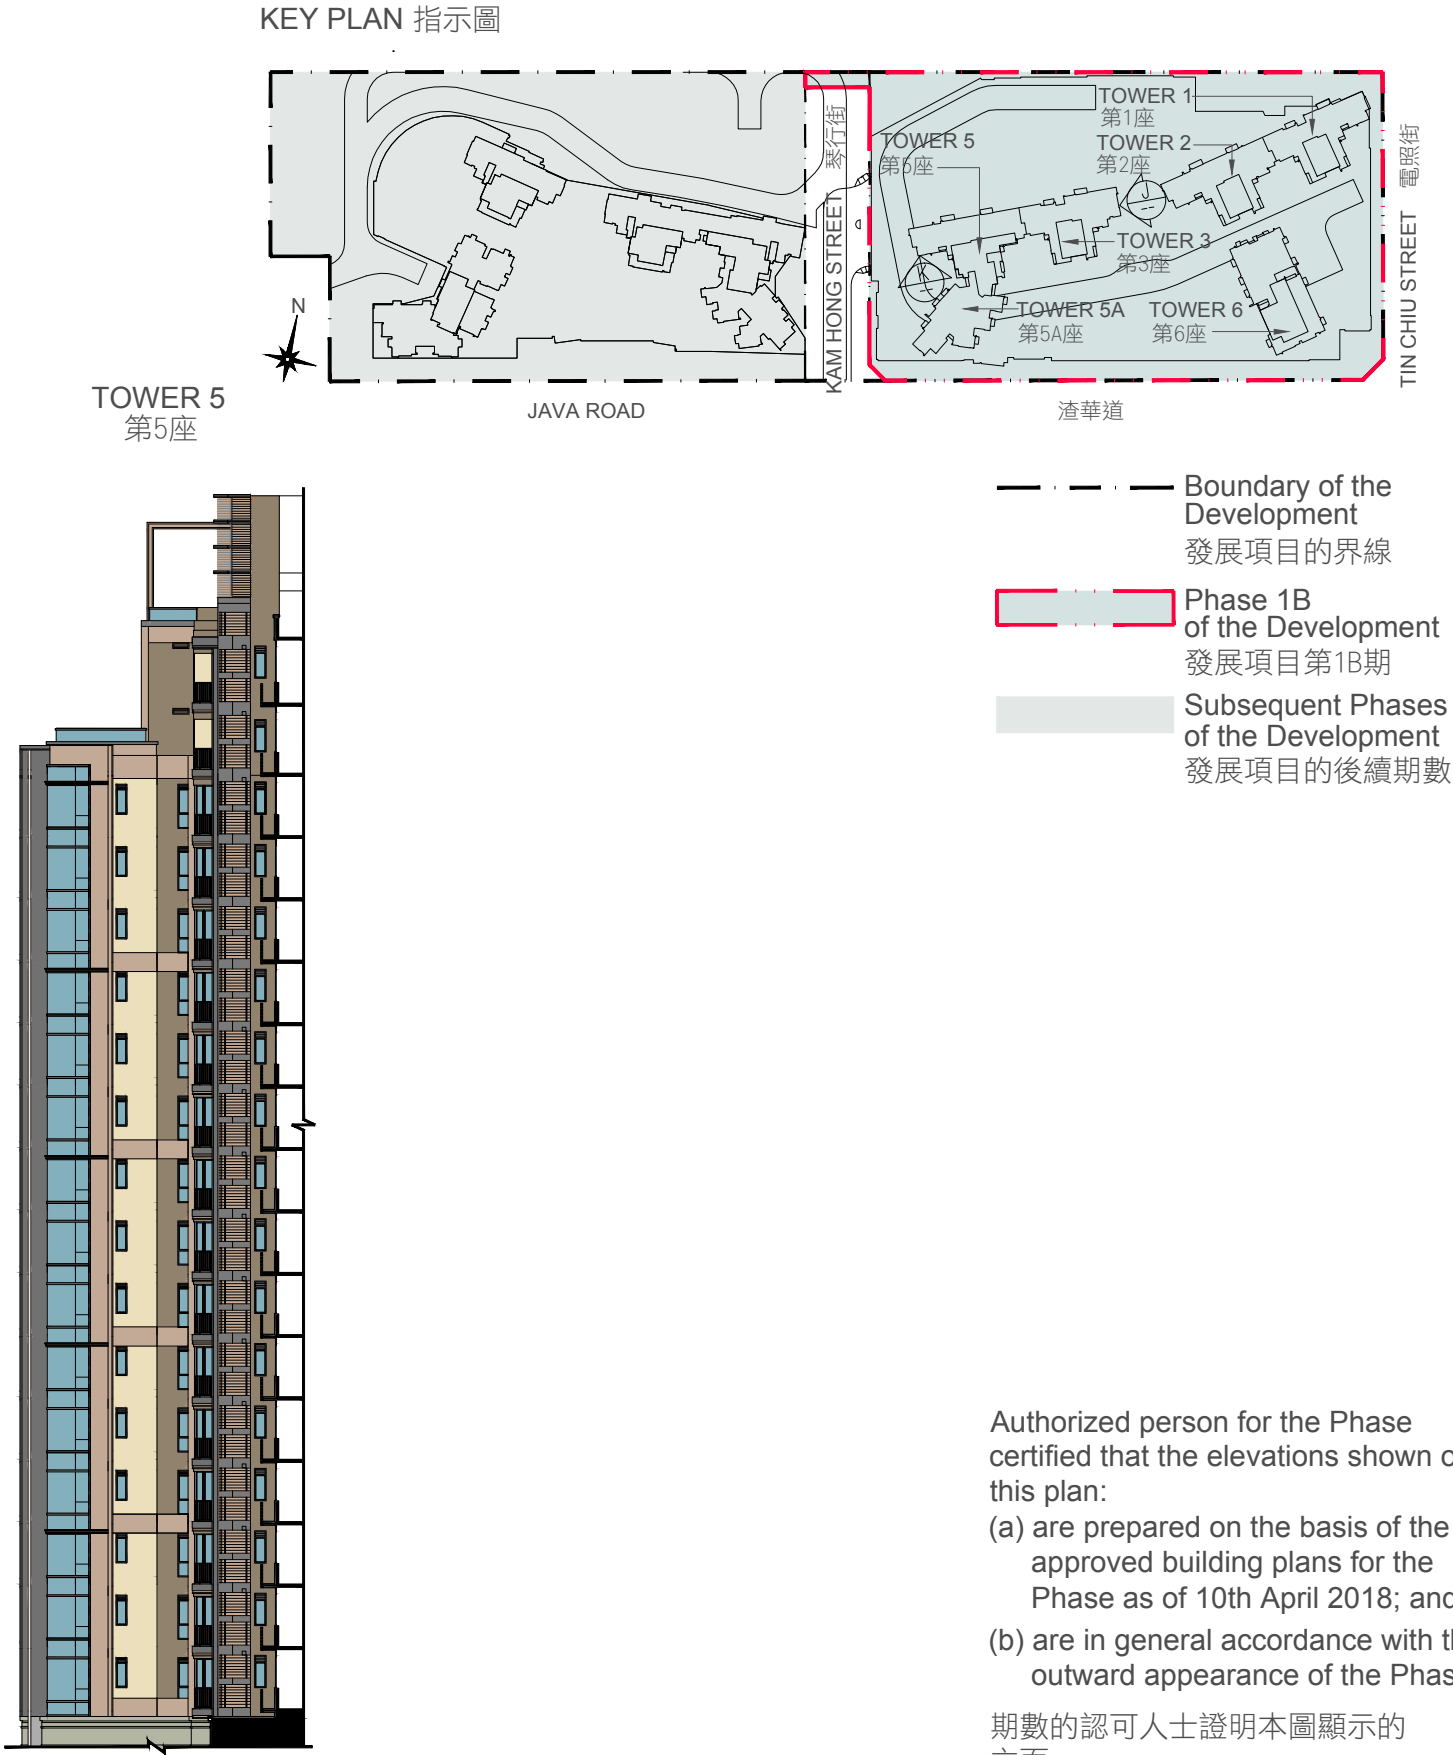 KEY PLAN 指示圖
TOWER 1
第1座
TOWER 2
第2座
TOWER 5
第5座
TOWER 3
第3座
TOWER 5A
第5A座
TOWER 6
第6座
J
K
N
琴行街
KAM HONG STREET
電照街
TIN CHIU STREET
JAVA ROAD
渣華道
TOWER 5
第5座
Boundary of the
Development
發展項目的界線
Phase 1B
of the Development
發展項目第1B期
Subsequent Phases
of the Development
發展項目的後續期數
Authorized person for the Phase
certified that the elevations shown o
this plan:
(a) are prepared on the basis of the
approved building plans for the
Phase as of 10th April 2018; and
(b) are in general accordance with th
outward appearance of the Phas
期數的認可人士證明本圖顯示的